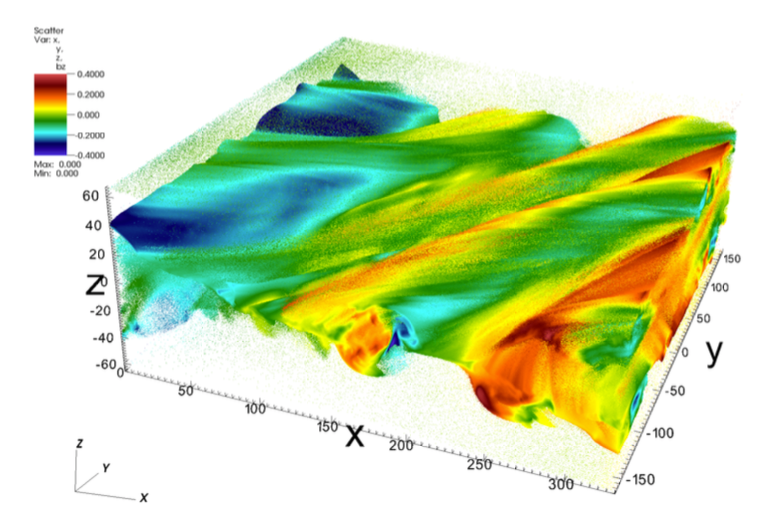 Scatter
Var: x,
y,
z,
bz
0.4000
0.2000
0.000
-0.2000
-0.4000
Max: 0.000
Min: 0.000
60
40
20
0
-20
-40
-60
Z
0
50
100
150
200
250
300
X
150
100
50
0
-50
-100
-150
y
Z
Y
X